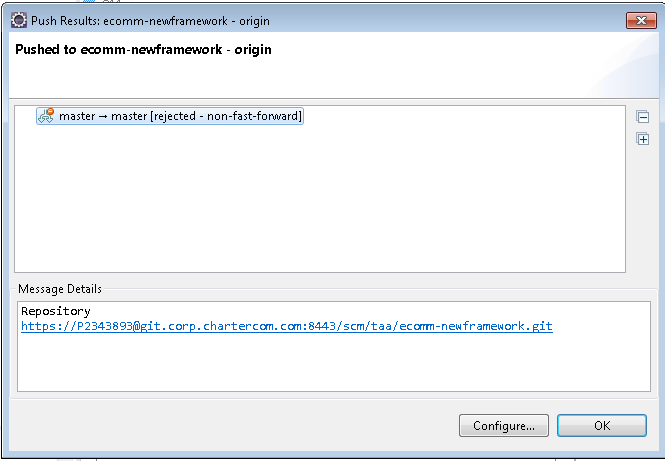 Push Results: ecomm-newframework - origin
Pushed to ecomm-newframework - origin
master → master [rejected - non-fast-forward]
Message Details
Repository
https://P2343893@git.corp.chartercom.com:8443/scm/taa/ecomm-newframework.git
Configure...
OK